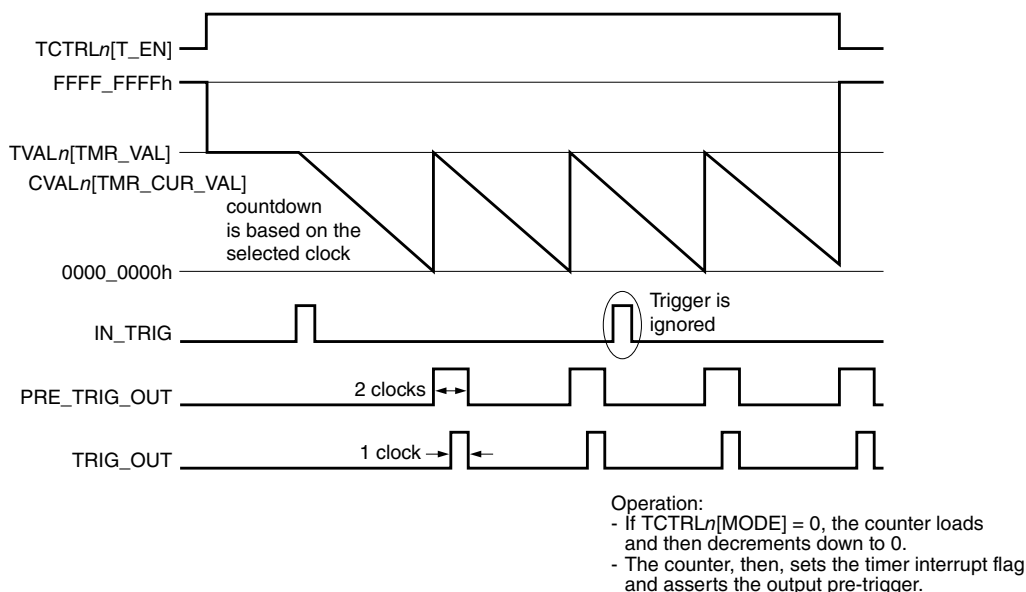 TCTRLn[T_EN]
FFFF_FFFFh
TVALn[TMR_VAL]
CVALn[TMR_CUR_VAL]
countdown
is based on the
selected clock
0000_0000h
Trigger is
ignored
IN_TRIG
2 clocks
PRE_TRIG_OUT
1 clock
TRIG_OUT
Operation:
- If TCTRLn[MODE] = 0, the counter loads
and then decrements down to 0.
- The counter, then, sets the timer interrupt flag
and asserts the output pre-trigger.